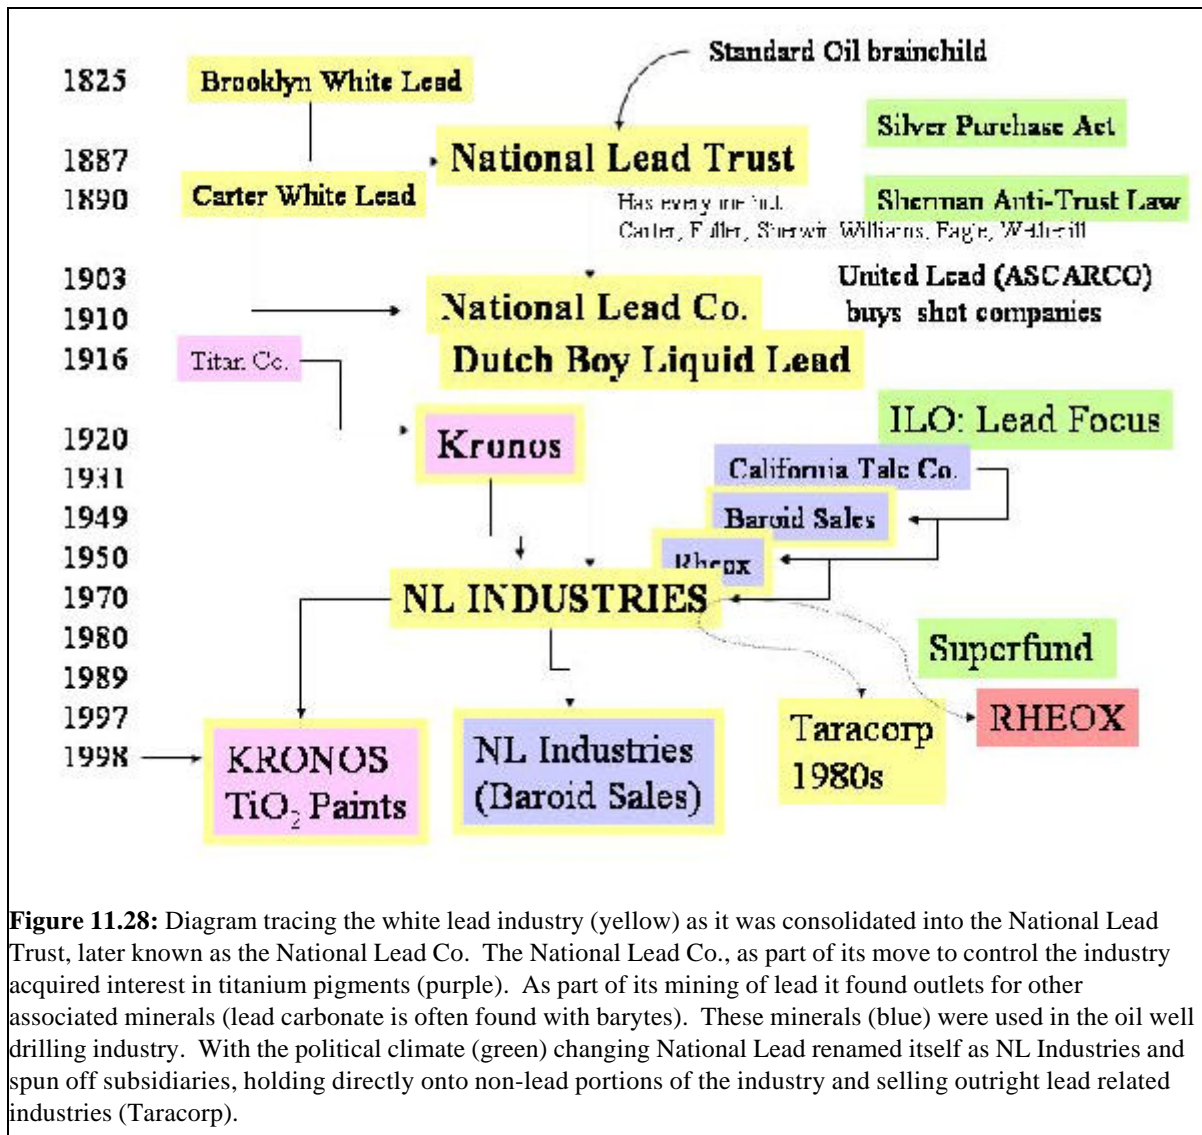 Standard Oil brainchild
1825
Brooklyn White Lead
Silver Purchase Act
1887
National Lead Trust
1890
Carter White Lead
Sherman Anti-Trust Law
Has every
Carter, Fuller, Sherwin Williams, Eagle, Wetherill
1903
United Lead (ASCARCO)
1910
National Lead Co.
buys shot companies
1916
Titan Co.
Dutch Boy Liquid Lead
ILO: Lead Focus
1920
Kronos
1931
California Talc Co.
1949
Baroid Sales
1950
Rheox
1970
NL INDUSTRIES
1980
Superfund
1989
1997
RHEOX
Taracorp
1980s
1998
KRONOS
TiO2 Paints
NL Industries
(Baroid Sales)
Figure 11.28: Diagram tracing the white lead industry (yellow) as it was consolidated into the National Lead
Trust, later known as the National Lead Co. The National Lead Co., as part of its move to control the industry
acquired interest in titanium pigments (purple). As part of its mining of lead it found outlets for other
associated minerals (lead carbonate is often found with barytes). These minerals (blue) were used in the oil well
drilling industry. With the political climate (green) changing National Lead renamed itself as NL Industries and
spun off subsidiaries, holding directly onto non-lead portions of the industry and selling outright lead related
industries (Taracorp).